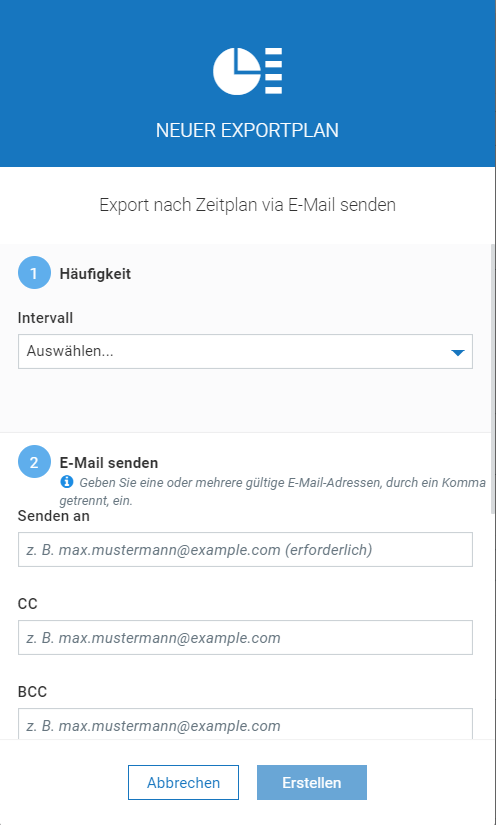 NEUER EXPORTPLAN
Export nach Zeitplan via E-Mail senden
1 Häufigkeit
Intervall
Auswählen...
2 E-Mail senden
Geben Sie eine oder mehrere gültige E-Mail-Adressen, durch ein Komma
getrennt, ein.
Senden an
z. B. max.mustermann@example.com (erforderlich)
CC
z. B. max.mustermann@example.com
BCC
z. B. max.mustermann@example.com
Abbrechen Erstellen